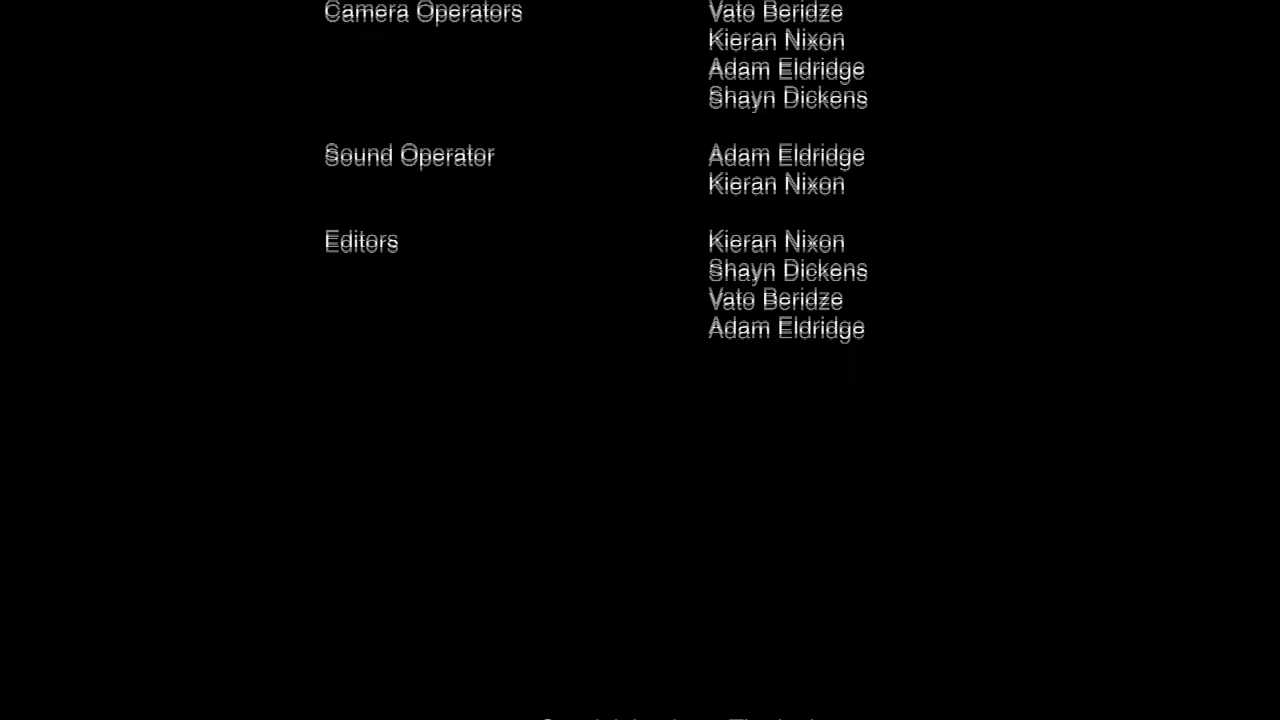 Camera Operators Vato Beridze
Kieran Nixon
Adam Eldridge
Shayn Dickens
Sound Operator Adam Eldridge
Kieran Nixon
Editors Kieran Nixon
Shayn Dickens
Vato Beridze
Adam Eldridge